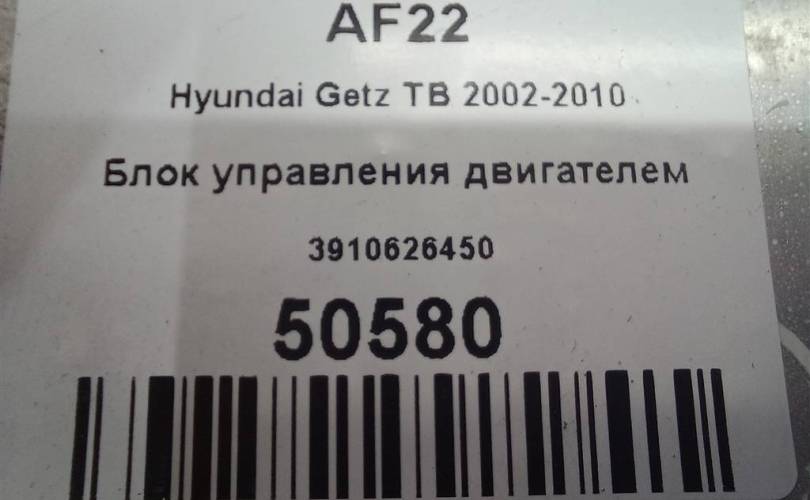 AF22
Hyundai Getz TB 2002-2010
Блок управления двигателем
3910626450
50580